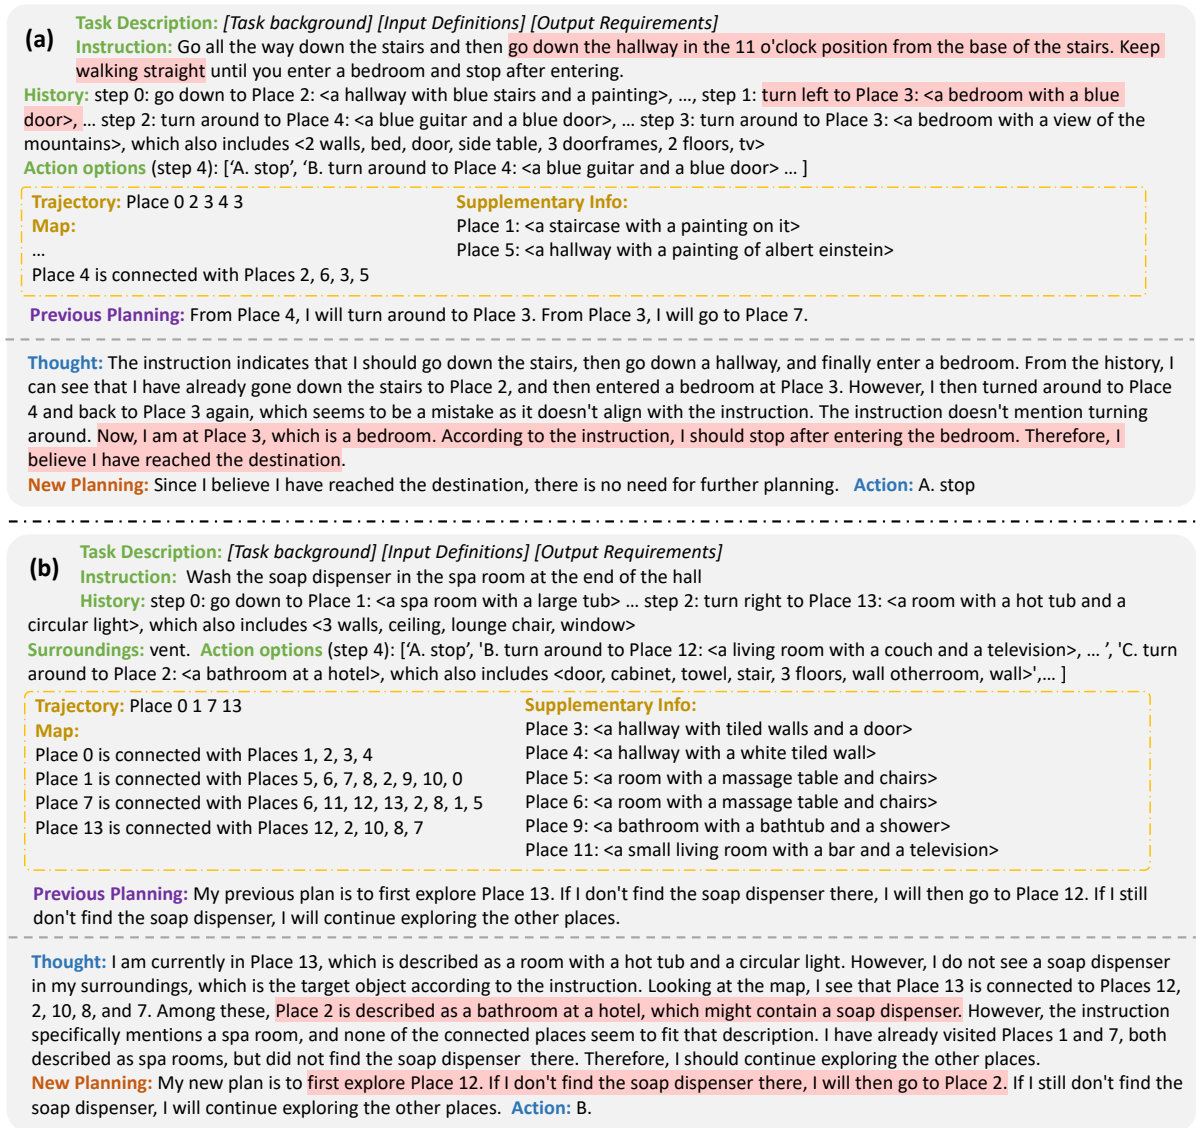 (a)
Task Description: [Task background] [Input Definitions] [Output Requirements]
Instruction: Go all the way down the stairs and then go down the hallway in the 11 o'clock position from the base of the stairs. Keep
walking straight until you enter a bedroom and stop after entering.
History: step 0: go down to Place 2: <a hallway with blue stairs and a painting>, ..., step 1: turn left to Place 3: <a bedroom with a blue
door>, ... step 2: turn around to Place 4: <a blue guitar and a blue door>, ... step 3: turn around to Place 3: <a bedroom with a view of the
mountains>, which also includes <2 walls, bed, door, side table, 3 doorframes, 2 floors, tv>
Action options (step 4): ['A. stop', 'B. turn around to Place 4: <a blue guitar and a blue door> ... ]
Trajectory: Place 0 2 3 4 3
Map:
...
Place 4 is connected with Places 2, 6, 3, 5
Supplementary Info:
Place 1: <a staircase with a painting on it>
Place 5: <a hallway with a painting of albert einstein>
Previous Planning: From Place 4, I will turn around to Place 3. From Place 3, I will go to Place 7.
Thought: The instruction indicates that I should go down the stairs, then go down a hallway, and finally enter a bedroom. From the history, I
can see that I have already gone down the stairs to Place 2, and then entered a bedroom at Place 3. However, I then turned around to Place
4 and back to Place 3 again, which seems to be a mistake as it doesn't align with the instruction. The instruction doesn't mention turning
around. Now, I am at Place 3, which is a bedroom. According to the instruction, I should stop after entering the bedroom. Therefore, I
believe I have reached the destination.
New Planning: Since I believe I have reached the destination, there is no need for further planning. Action: A. stop
(b)
Task Description: [Task background] [Input Definitions] [Output Requirements]
Instruction: Wash the soap dispenser in the spa room at the end of the hall
History: step 0: go down to Place 1: <a spa room with a large tub> ... step 2: turn right to Place 13: <a room with a hot tub and a
circular light>, which also includes <3 walls, ceiling, lounge chair, window>
Surroundings: vent. Action options (step 4): ['A. stop', 'B. turn around to Place 12: <a living room with a couch and a television>, ... ', 'C. turn
around to Place 2: <a bathroom at a hotel>, which also includes <door, cabinet, towel, stair, 3 floors, wall otherroom, wall>',... ]
Trajectory: Place 0 1 7 13
Map:
Place 0 is connected with Places 1, 2, 3, 4
Place 1 is connected with Places 5, 6, 7, 8, 2, 9, 10, 0
Place 7 is connected with Places 6, 11, 12, 13, 2, 8, 1, 5
Place 13 is connected with Places 12, 2, 10, 8, 7
Supplementary Info:
Place 3: <a hallway with tiled walls and a door>
Place 4: <a hallway with a white tiled wall>
Place 5: <a room with a massage table and chairs>
Place 6: <a room with a massage table and chairs>
Place 9: <a bathroom with a bathtub and a shower>
Place 11: <a small living room with a bar and a television>
Previous Planning: My previous plan is to first explore Place 13. If I don't find the soap dispenser there, I will then go to Place 12. If I still
don't find the soap dispenser, I will continue exploring the other places.
Thought: I am currently in Place 13, which is described as a room with a hot tub and a circular light. However, I do not see a soap dispenser
in my surroundings, which is the target object according to the instruction. Looking at the map, I see that Place 13 is connected to Places 12,
2, 10, 8, and 7. Among these, Place 2 is described as a bathroom at a hotel, which might contain a soap dispenser. However, the instruction
specifically mentions a spa room, and none of the connected places seem to fit that description. I have already visited Places 1 and 7, both
described as spa rooms, but did not find the soap dispenser there. Therefore, I should continue exploring the other places.
New Planning: My new plan is to first explore Place 12. If I don't find the soap dispenser there, I will then go to Place 2. If I still don't find the
soap dispenser, I will continue exploring the other places. Action: B.